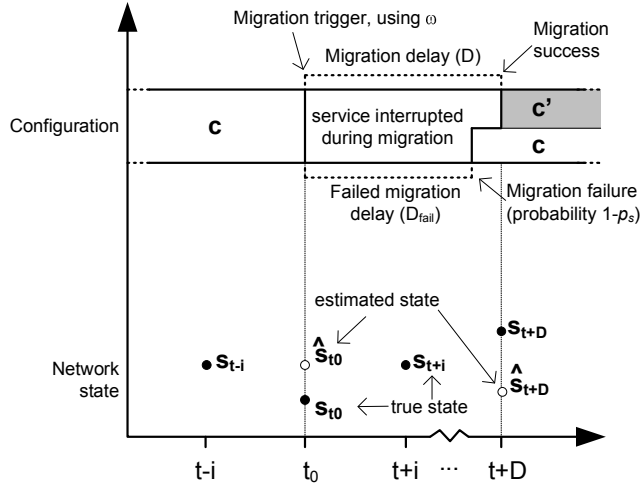 Migration trigger, using ω
Migration delay (D)
Migration
success
Configuration
c
service interrupted
during migration
c’
c
Failed migration
delay (Dfail)
Migration failure
(probability 1-ps)
estimated state
Network
state
st-i
ŝt0
st0
st+i
true state
st+D
ŝt+D
t-i
t0
t+i
...
t+D